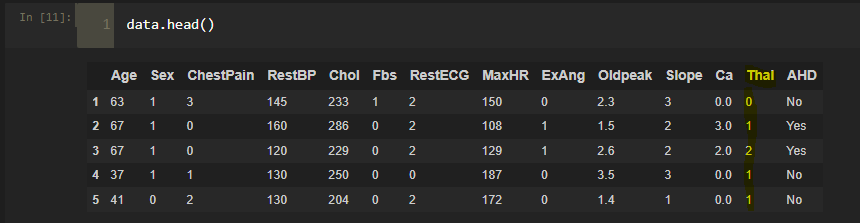 In [11]: 1 data.head()
Age Sex ChestPain RestBP Chol Fbs RestECG MaxHR ExAng Oldpeak Slope Ca Thal AHD
1 63 1 3 145 233 1 2 150 0 2.3 3 0.0 0 No
2 67 1 0 160 286 0 2 108 1 1.5 2 3.0 1 Yes
3 67 1 0 120 229 0 2 129 1 2.6 2 2.0 2 Yes
4 37 1 1 130 250 0 0 187 0 3.5 3 0.0 1 No
5 41 0 2 130 204 0 2 172 0 1.4 1 0.0 1 No